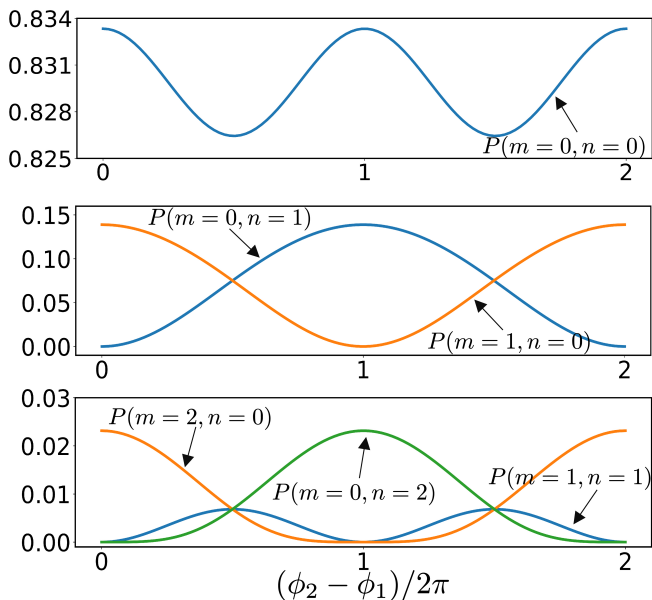 0.834
0.831
0.828
0.825
P(m = 0, n = 0)
0 1 2
0.15
0.10
0.05
0.00
P(m = 0, n = 1)
P(m = 1, n = 0)
0 1 2
0.03
0.02
0.01
0.00
P(m = 2, n = 0)
P(m = 0, n = 2)
P(m = 1, n = 1)
0 1 2
(ϕ₂ − ϕ₁)/2π